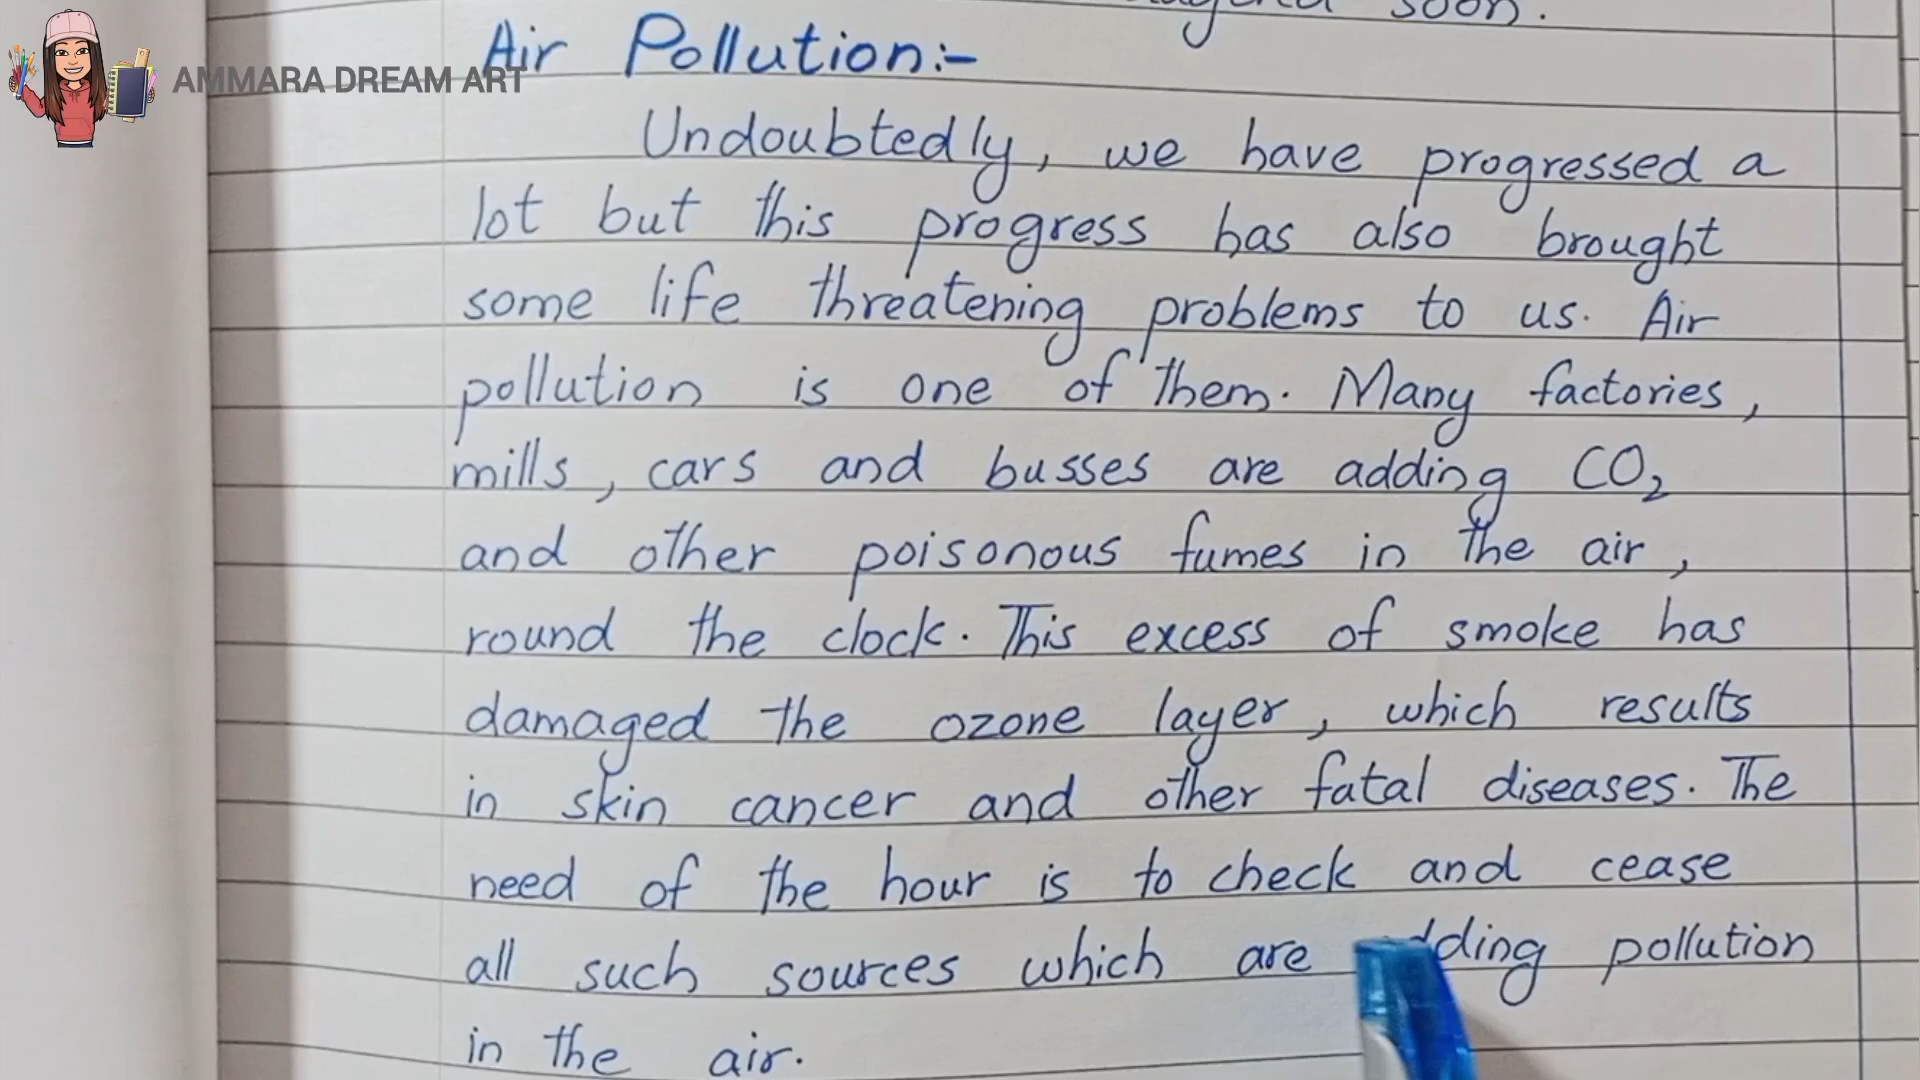 soon.
Air Pollution:-
AMMARA DREAM ART
Undoubtedly, we have progressed a
lot but this progress has also brought
some life threatening problems to us. Air
pollution is one of them. Many factories,
mills, cars and busses are adding CO₂
and other poisonous fumes in the air,
round the clock. This excess of smoke has
damaged the ozone layer, which results
in skin cancer and other fatal diseases. The
need of the hour is to check and cease
all such sources which are adding pollution
in the air.